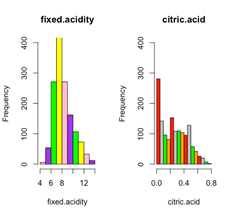 fixed.acidity
citric.acid
Frequency
0 100 200 300 400
4 6 8 12
fixed.acidity
Frequency
0 100 200 300 400
0.0 0.4 0.8
citric.acid